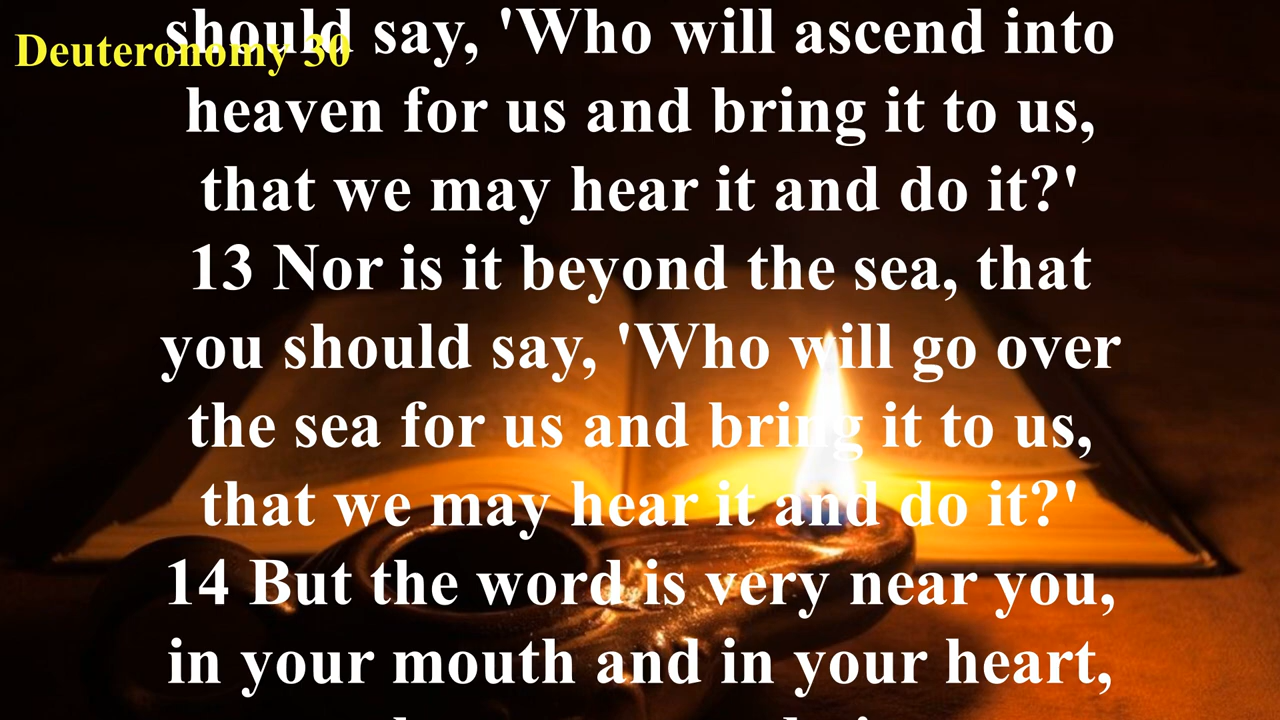 Deuteronomy 30
should say, 'Who will ascend into
heaven for us and bring it to us,
that we may hear it and do it?'
13 Nor is it beyond the sea, that
you should say, 'Who will go over
the sea for us and bring it to us,
that we may hear it and do it?'
14 But the word is very near you,
in your mouth and in your heart,